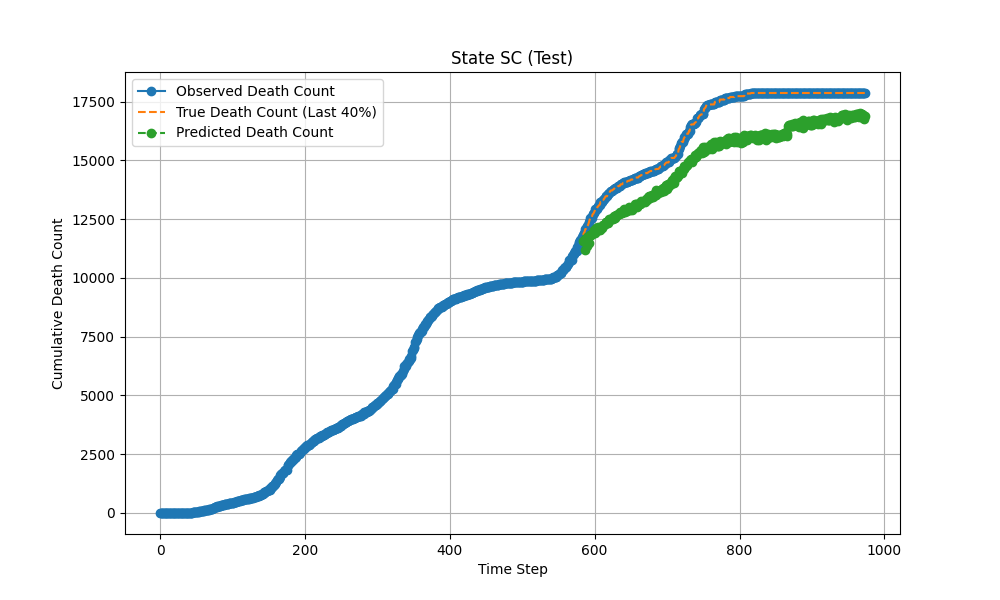 State SC (Test)
Observed Death Count
True Death Count (Last 40%)
Predicted Death Count
Cumulative Death Count
17500
15000
12500
10000
7500
5000
2500
0
0 200 400 600 800 1000
Time Step